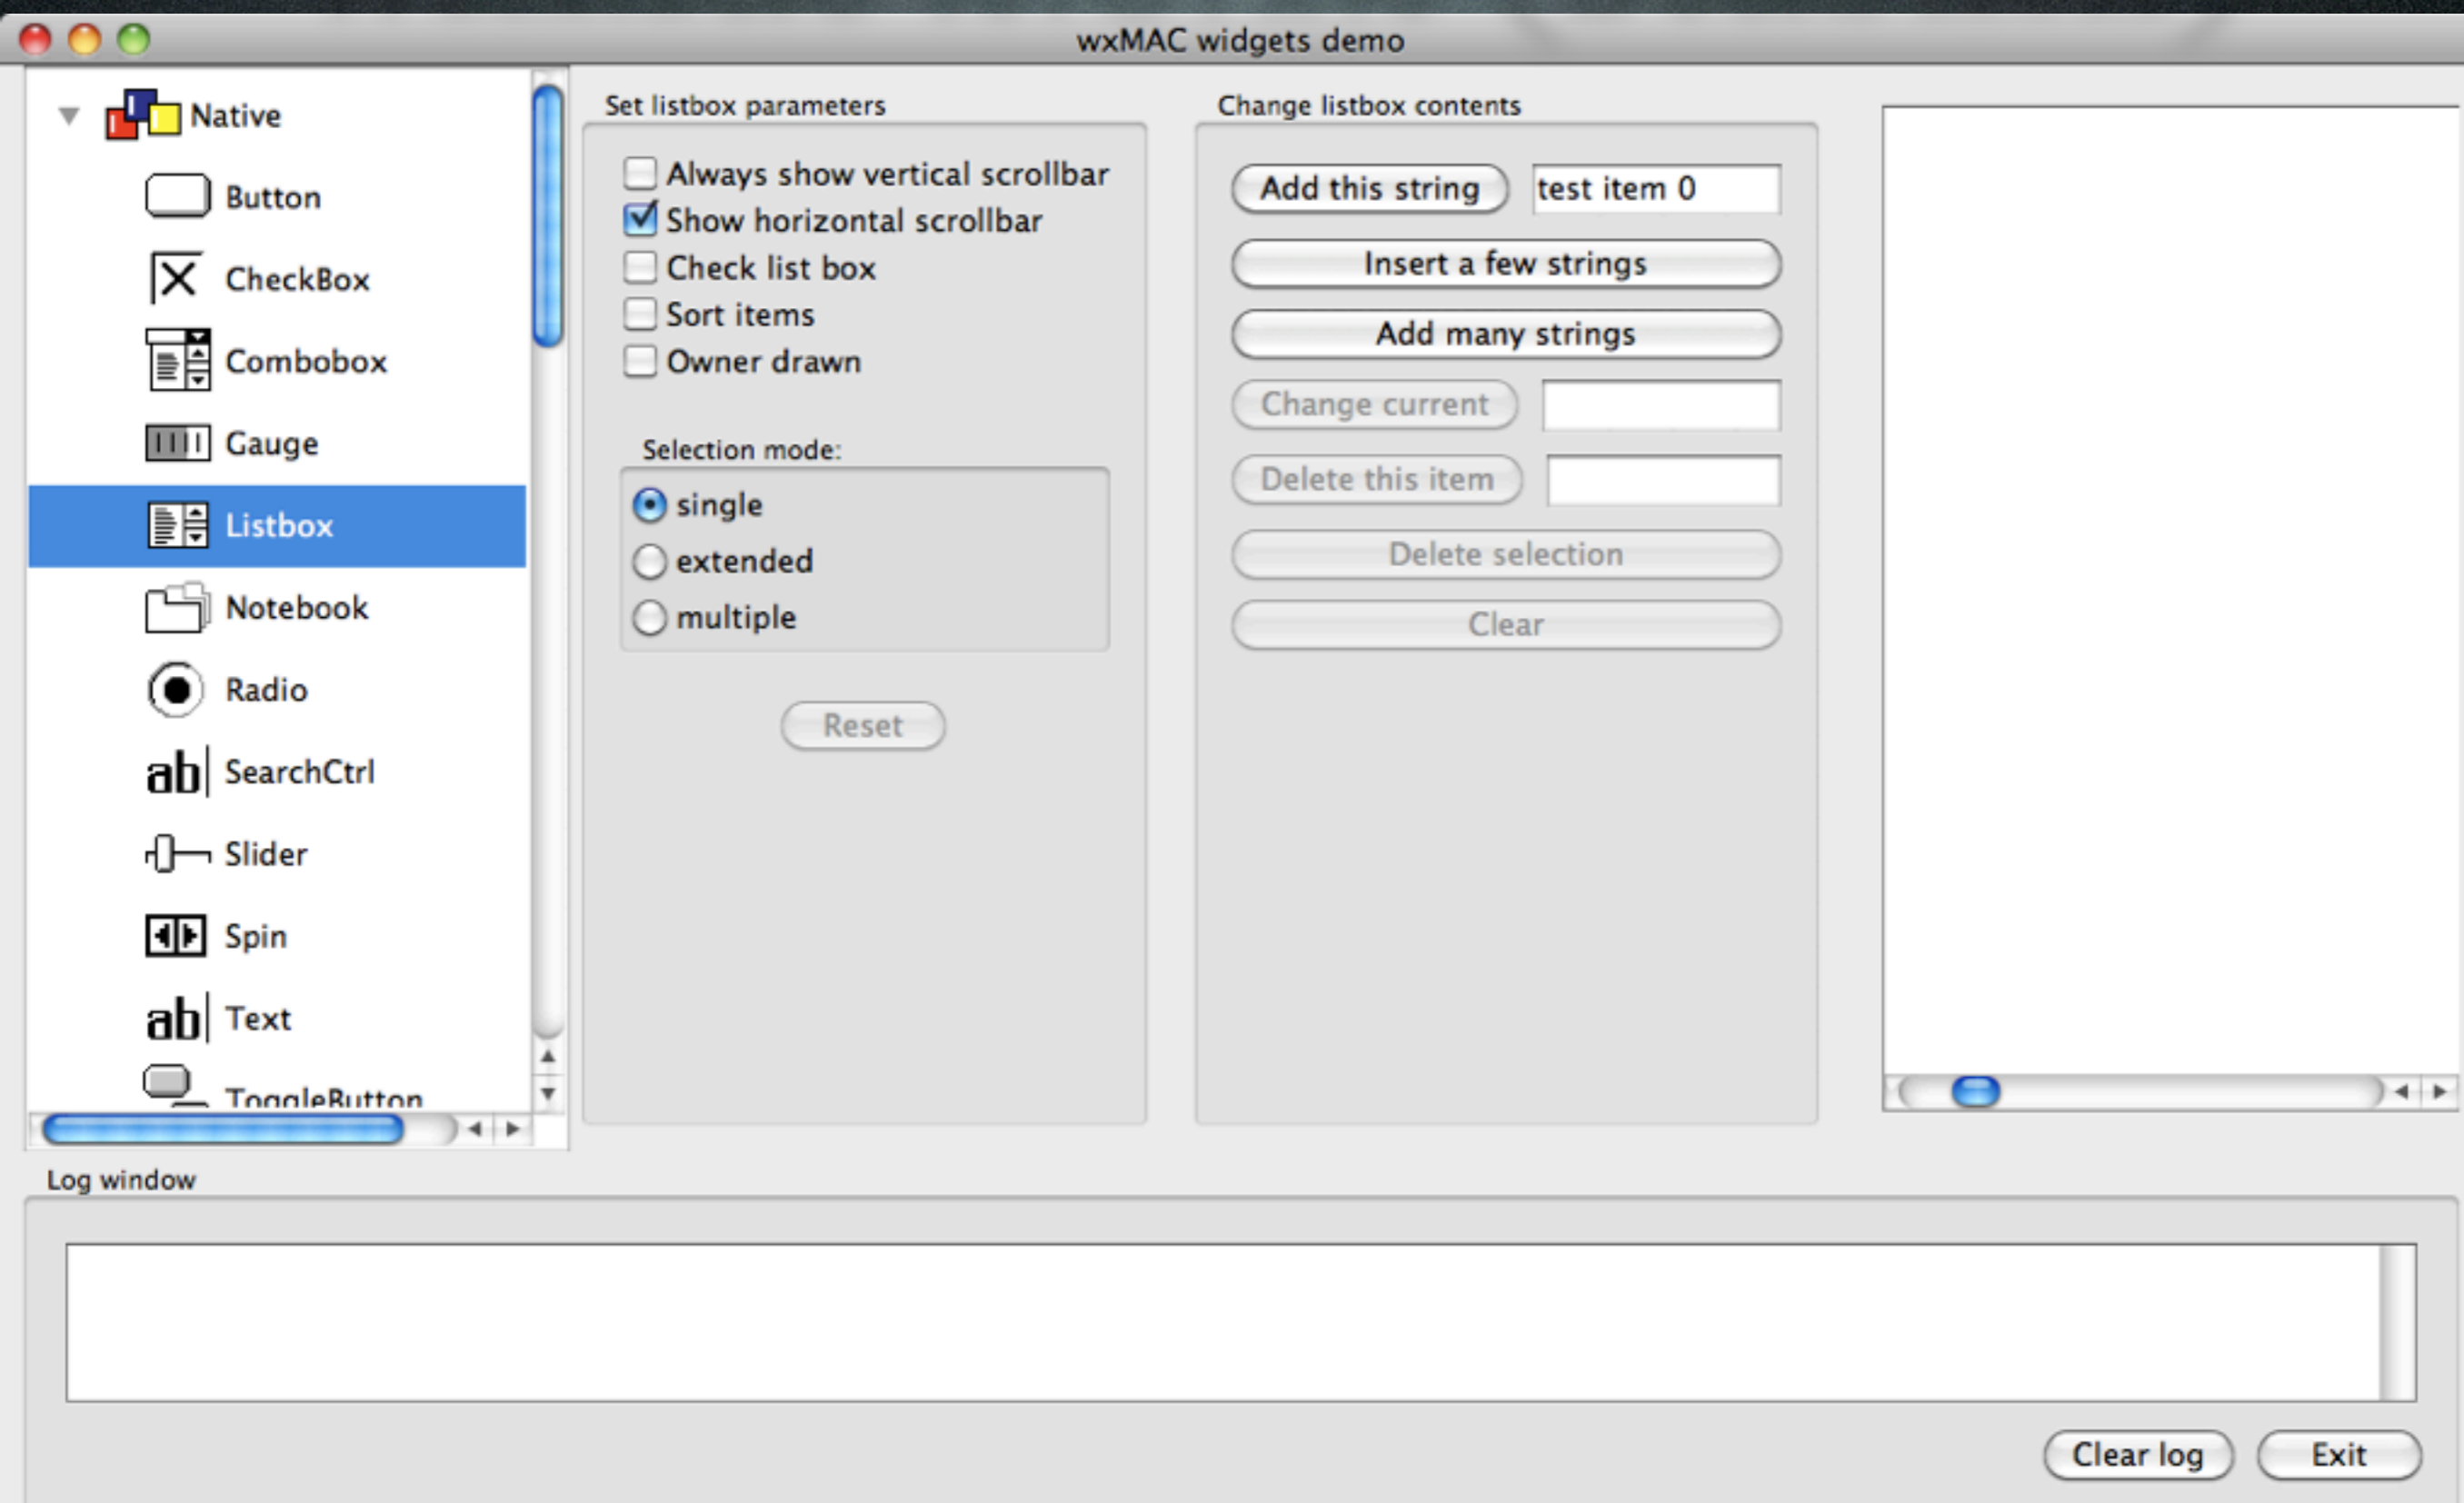 wxMAC widgets demo
Native
Button
CheckBox
Combobox
Gauge
Listbox
Notebook
Radio
ab| SearchCtrl
Slider
Spin
ab| Text
ToggleButton
Set listbox parameters
Always show vertical scrollbar
Show horizontal scrollbar
Check list box
Sort items
Owner drawn
Selection mode:
single
extended
multiple
Reset
Change listbox contents
Add this string test item 0
Insert a few strings
Add many strings
Change current
Delete this item
Delete selection
Clear
Log window
Clear log Exit